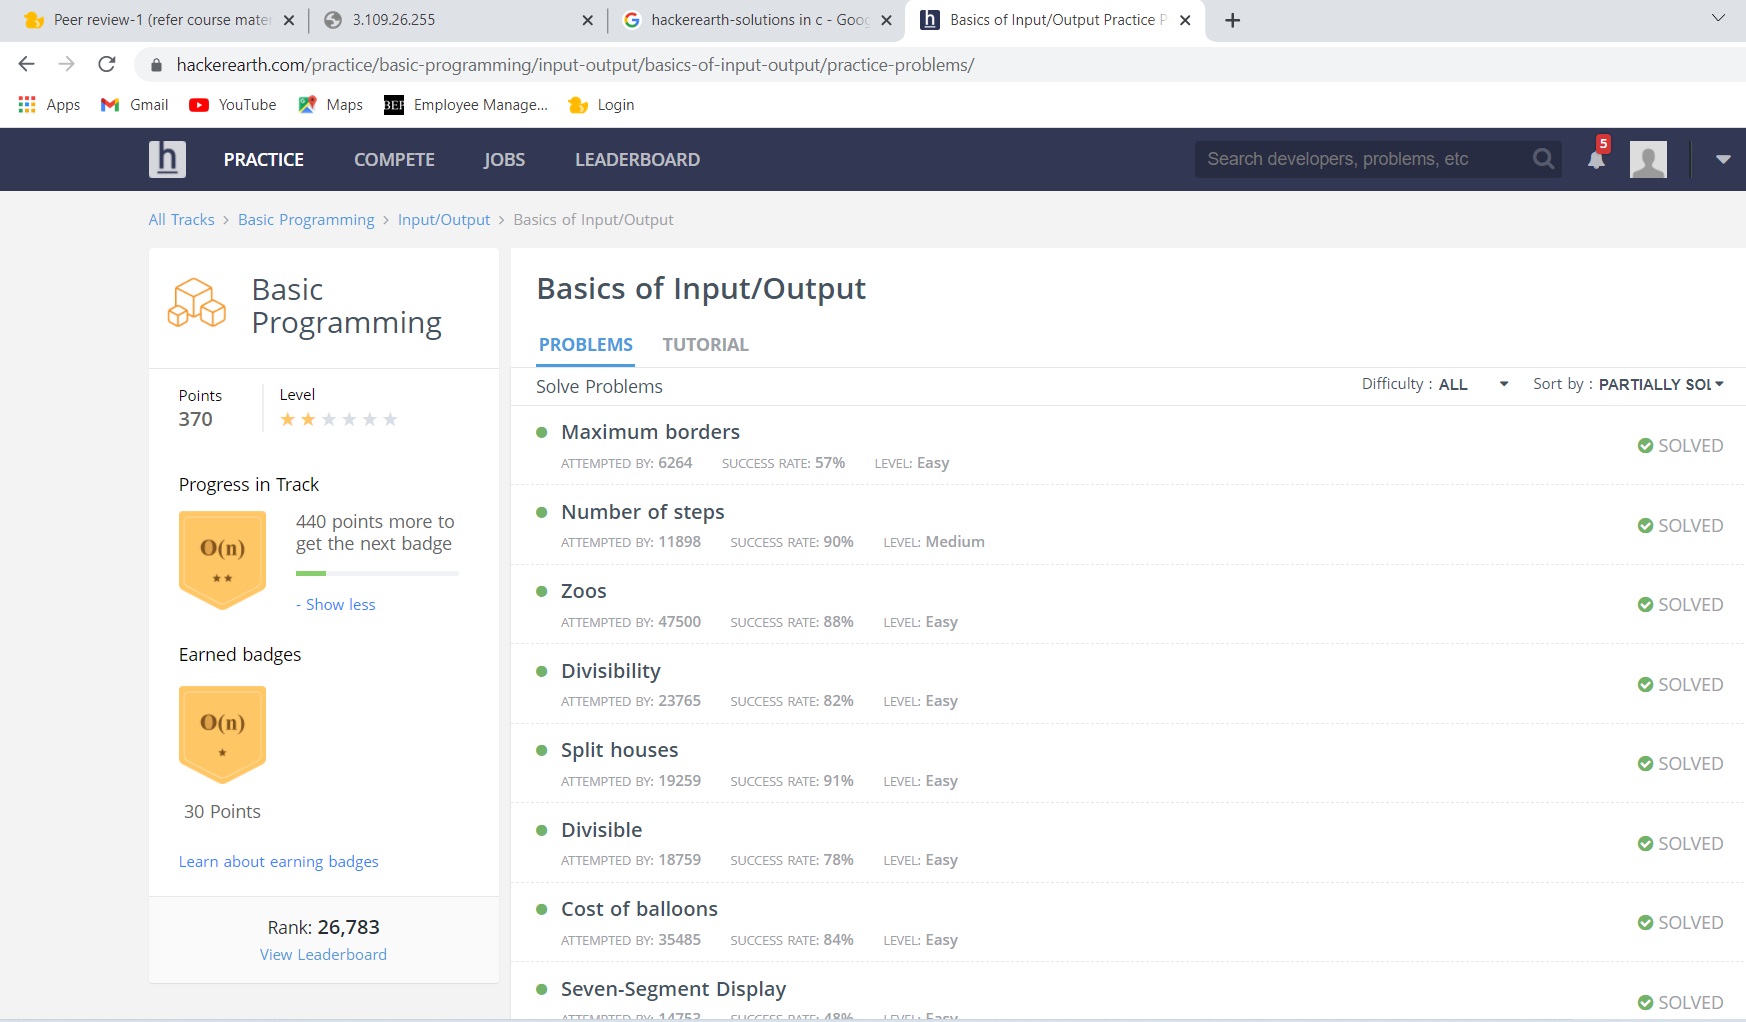 Peer review-1 (refer course mater
3.109.26.255
hackerearth-solutions in c - Goog
Basics of Input/Output Practice P
hackerearth.com/practice/basic-programming/input-output/basics-of-input-output/practice-problems/
Apps Gmail YouTube Maps BEP Employee Manage... Login
h PRACTICE COMPETE JOBS LEADERBOARD Search developers, problems, etc 5
All Tracks > Basic Programming > Input/Output > Basics of Input/Output
Basic
Programming
Points
370
Level
Progress in Track
O(n)
440 points more to
get the next badge
- Show less
Earned badges
O(n)
30 Points
Learn about earning badges
Rank: 26,783
View Leaderboard
Basics of Input/Output
PROBLEMS TUTORIAL
Solve Problems Difficulty : ALL Sort by : PARTIALLY SOL
Maximum borders
ATTEMPTED BY: 6264 SUCCESS RATE: 57% LEVEL: Easy
SOLVED
Number of steps
ATTEMPTED BY: 11898 SUCCESS RATE: 90% LEVEL: Medium
SOLVED
Zoos
ATTEMPTED BY: 47500 SUCCESS RATE: 88% LEVEL: Easy
SOLVED
Divisibility
ATTEMPTED BY: 23765 SUCCESS RATE: 82% LEVEL: Easy
SOLVED
Split houses
ATTEMPTED BY: 19259 SUCCESS RATE: 91% LEVEL: Easy
SOLVED
Divisible
ATTEMPTED BY: 18759 SUCCESS RATE: 78% LEVEL: Easy
SOLVED
Cost of balloons
ATTEMPTED BY: 35485 SUCCESS RATE: 84% LEVEL: Easy
SOLVED
Seven-Segment Display
ATTEMPTED BY: 14753 SUCCESS RATE: 48% LEVEL: Easy
SOLVED